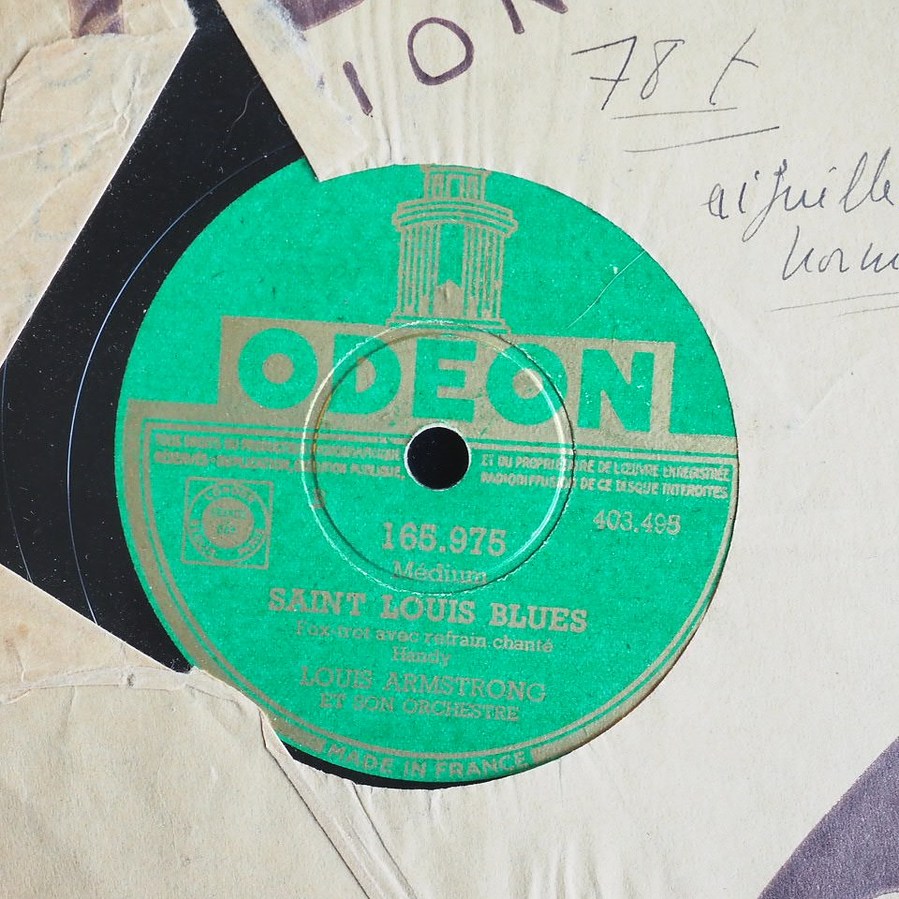 ION
78 t
aiguille
ODEON
ET DU PROPRIÉTAIRE DE L'ŒUVRE ENREGISTRÉE
RADIODIFFUSION DE CE DISQUE INTERDITES
403.495
165.975
Médium
SAINT LOUIS BLUES
Fox-trot avec refrain chanté
Handy
LOUIS ARMSTRONG
ET SON ORCHESTRE
MADE IN FRANCE